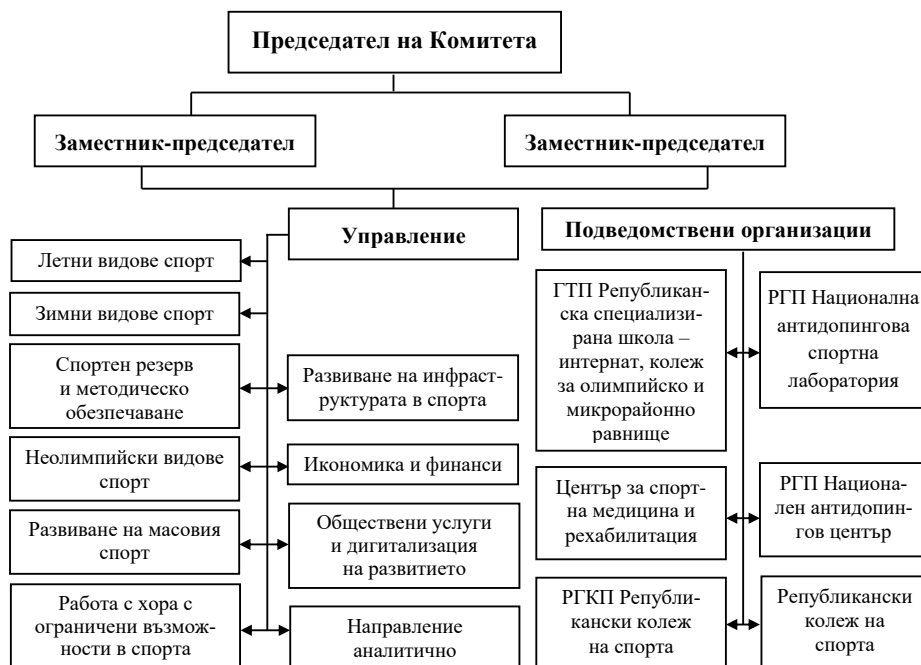 Председател на Комитета
Заместник-председател
Заместник-председател
Управление
Подведомствени организации
Летни видове спорт
Зимни видове спорт
Спортен резерв
и методическо
обезпечаване
Неолимпийски видове
спорт
Развиване на масовия
спорт
Работа с хора с
ограничени възмож-
ности в спорта
Развиване на инфраст-
руктурата в спорта
Икономика и финанси
Обществени услуги
и дигитализация
на развитието
Направление
аналитично
ГТП Републикан-
ска специализи-
рана школа –
интернат, колеж
за олимпийско и
микрорайонно
равнище
Център за спорт-
на медицина и
рехабилитация
РГКП Републи-
кански колеж
на спорта
РГП Национална
антидопингова
спортна
лаборатория
РГП Национа-
лен антидопин-
гов център
Републикански
колеж на
спорта